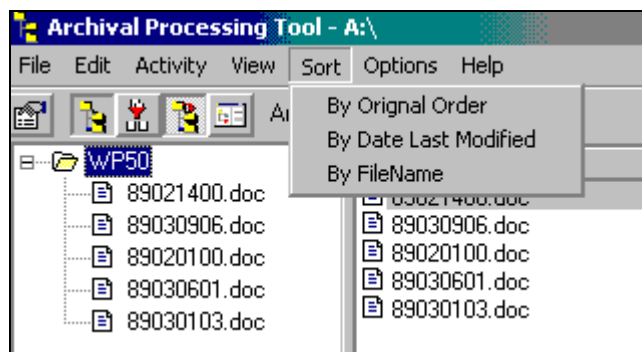 Archival Processing Tool - A:\
File Edit Activity View Sort Options Help
By Orignal Order
By Date Last Modified
By FileName
WP50
89021400.doc
89030906.doc
89020100.doc
89030601.doc
89030103.doc
89021400.doc
89030906.doc
89020100.doc
89030601.doc
89030103.doc